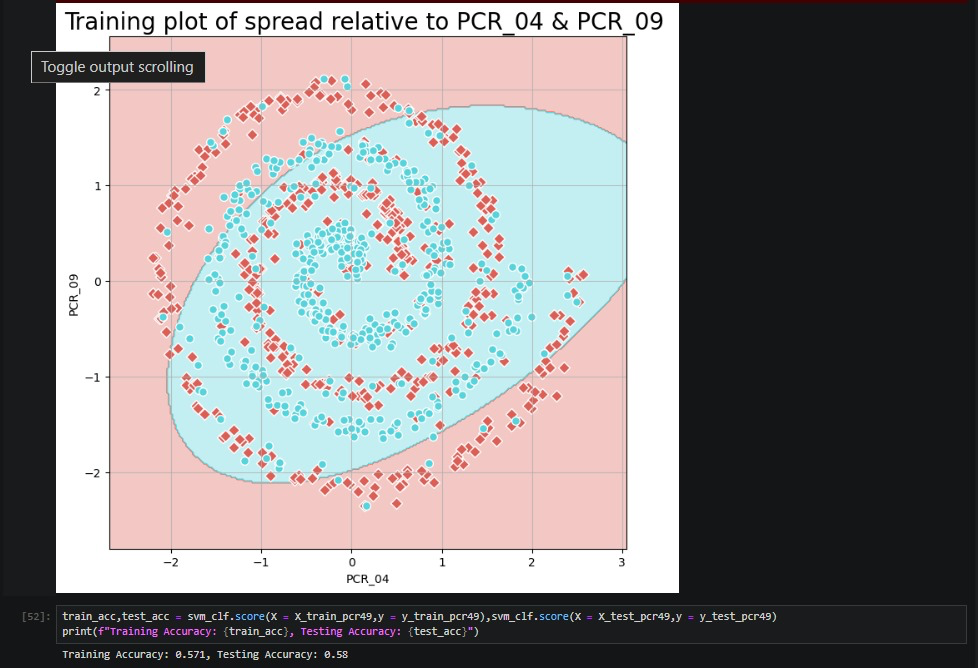 Training plot of spread relative to PCR_04 & PCR_09
Toggle output scrolling
2
1
0
−1
−2
PCR_09
−2 −1 0 1 2 3
PCR_04
[52]: train_acc,test_acc = svm_clf.score(X = X_train_pcr49,y = y_train_pcr49),svm_clf.score(X = X_test_pcr49,y = y_test_pcr49)
print(f"Training Accuracy: {train_acc}, Testing Accuracy: {test_acc}")
Training Accuracy: 0.571, Testing Accuracy: 0.58